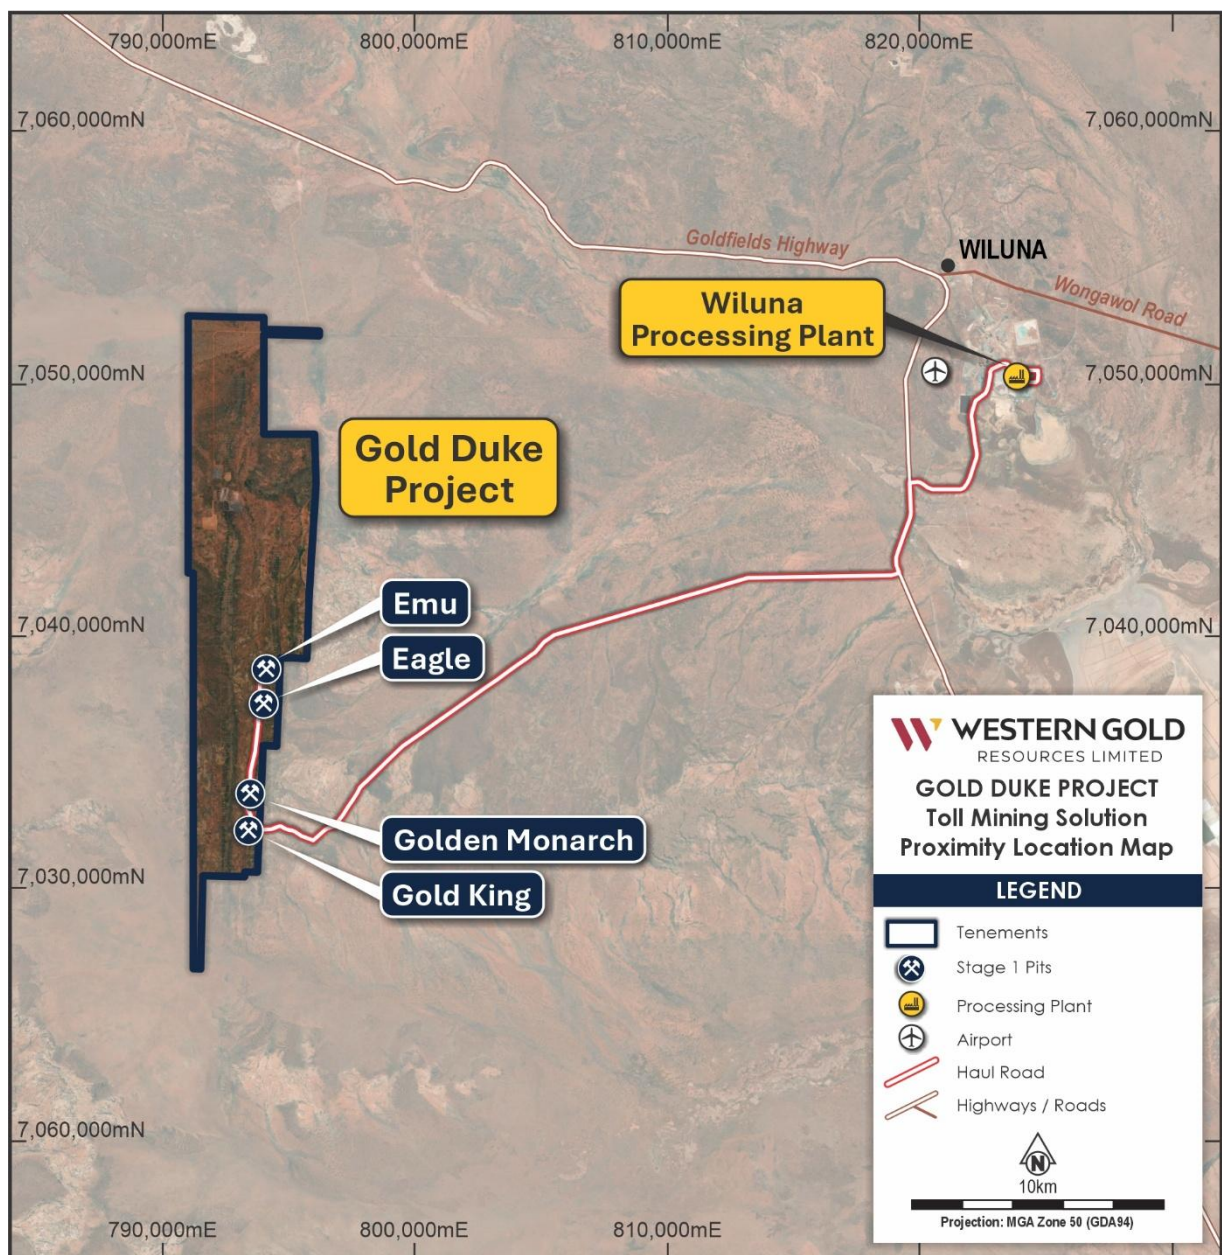 790,000mE
800,000mE
810,000mE
820,000mE
7,060,000mN
7,060,000mN
Goldfields Highway
WILUNA
Wongawol Road
Wiluna
Processing Plant
7,050,000mN
7,050,000mN
Gold Duke
Project
Emu
Eagle
7,040,000mN
7,040,000mN
Golden Monarch
Gold King
7,030,000mN
7,060,000mN
790,000mE
800,000mE
810,000mE
WESTERN GOLD
RESOURCES LIMITED
GOLD DUKE PROJECT
Toll Mining Solution
Proximity Location Map
LEGEND
Tenements
Stage 1 Pits
Processing Plant
Airport
Haul Road
Highways / Roads
N
10km
Projection: MGA Zone 50 (GDA94)